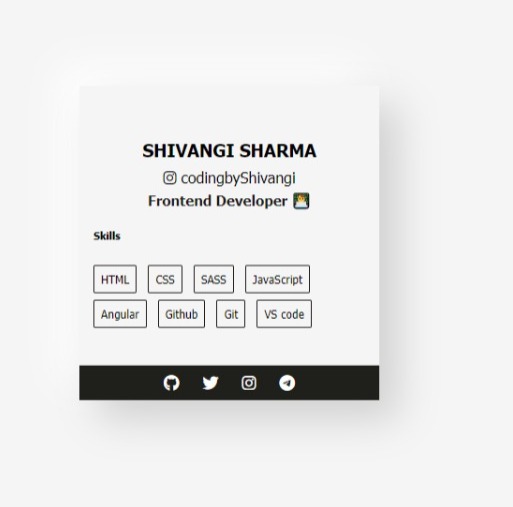 SHIVANGI SHARMA
codingbyShivangi
Frontend Developer
Skills
HTML CSS SASS JavaScript
Angular Github Git VS code